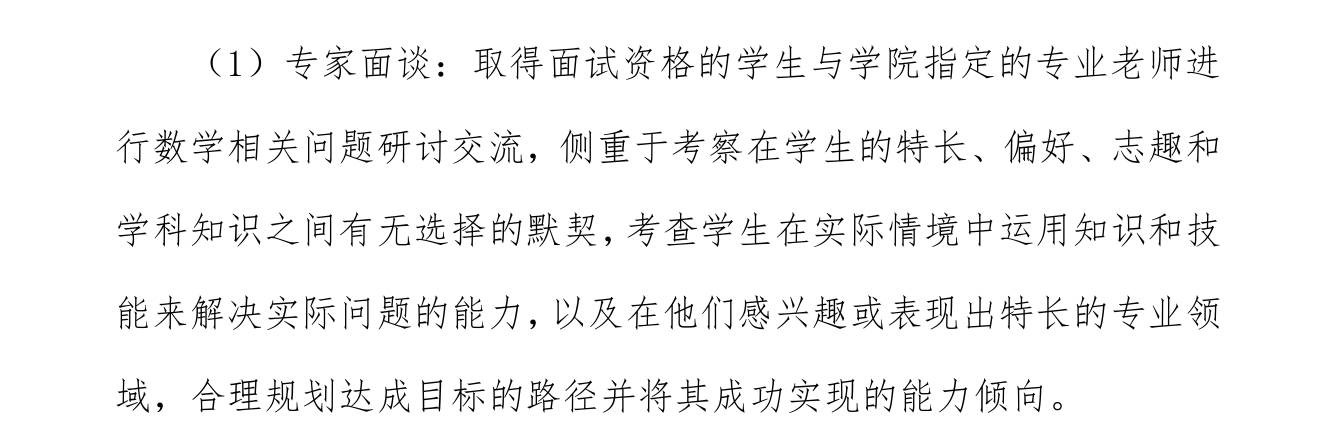 （1）专家面谈：取得面试资格的学生与学院指定的专业老师进
行数学相关问题研讨交流，侧重于考察在学生的特长、偏好、志趣和
学科知识之间有无选择的默契，考查学生在实际情境中运用知识和技
能来解决实际问题的能力，以及在他们感兴趣或表现出特长的专业领
域，合理规划达成目标的路径并将其成功实现的能力倾向。